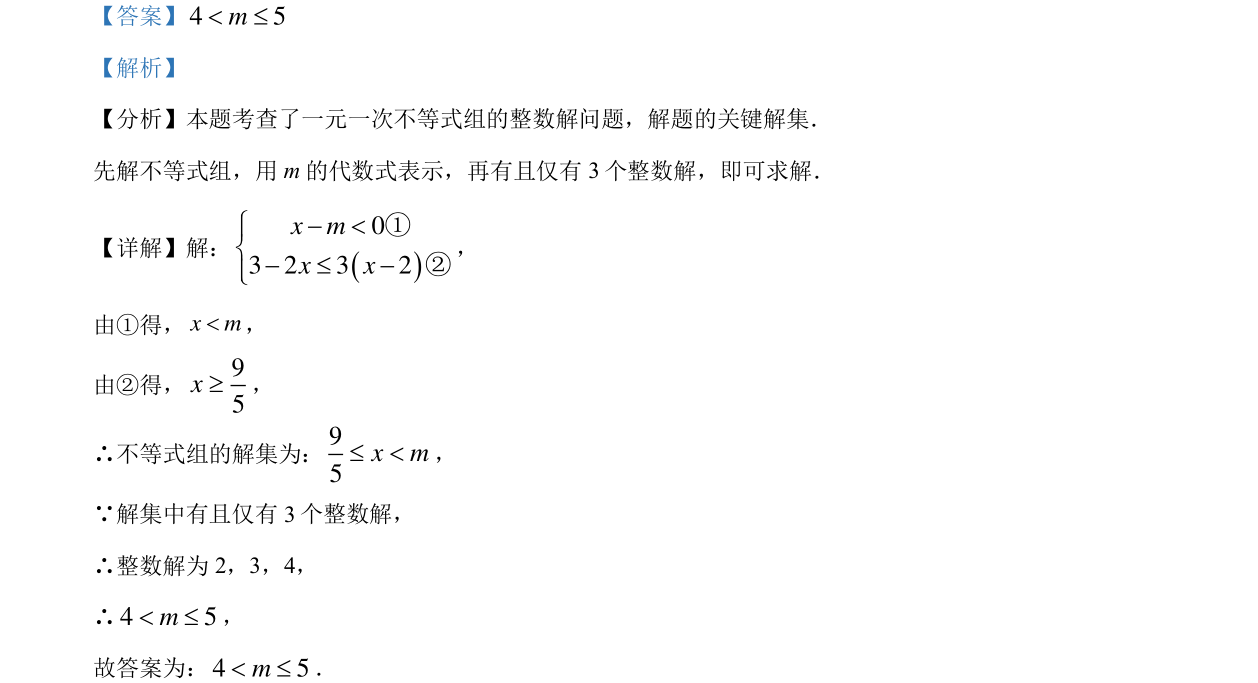 【答案】4 < m ≤ 5
【解析】
【分析】本题考查了一元一次不等式组的整数解问题，解题的关键解集．
先解不等式组，用 m 的代数式表示，再有且仅有 3 个整数解，即可求解．
【详解】解：{ x − m < 0① 3 − 2x ≤ 3(x − 2)② ，
由①得， x < m，
由②得， x ≥ 9/5 ，
∴不等式组的解集为： 9/5 ≤ x < m ，
∵解集中有且仅有 3 个整数解，
∴整数解为 2，3，4，
∴ 4 < m ≤ 5 ，
故答案为： 4 < m ≤ 5 ．